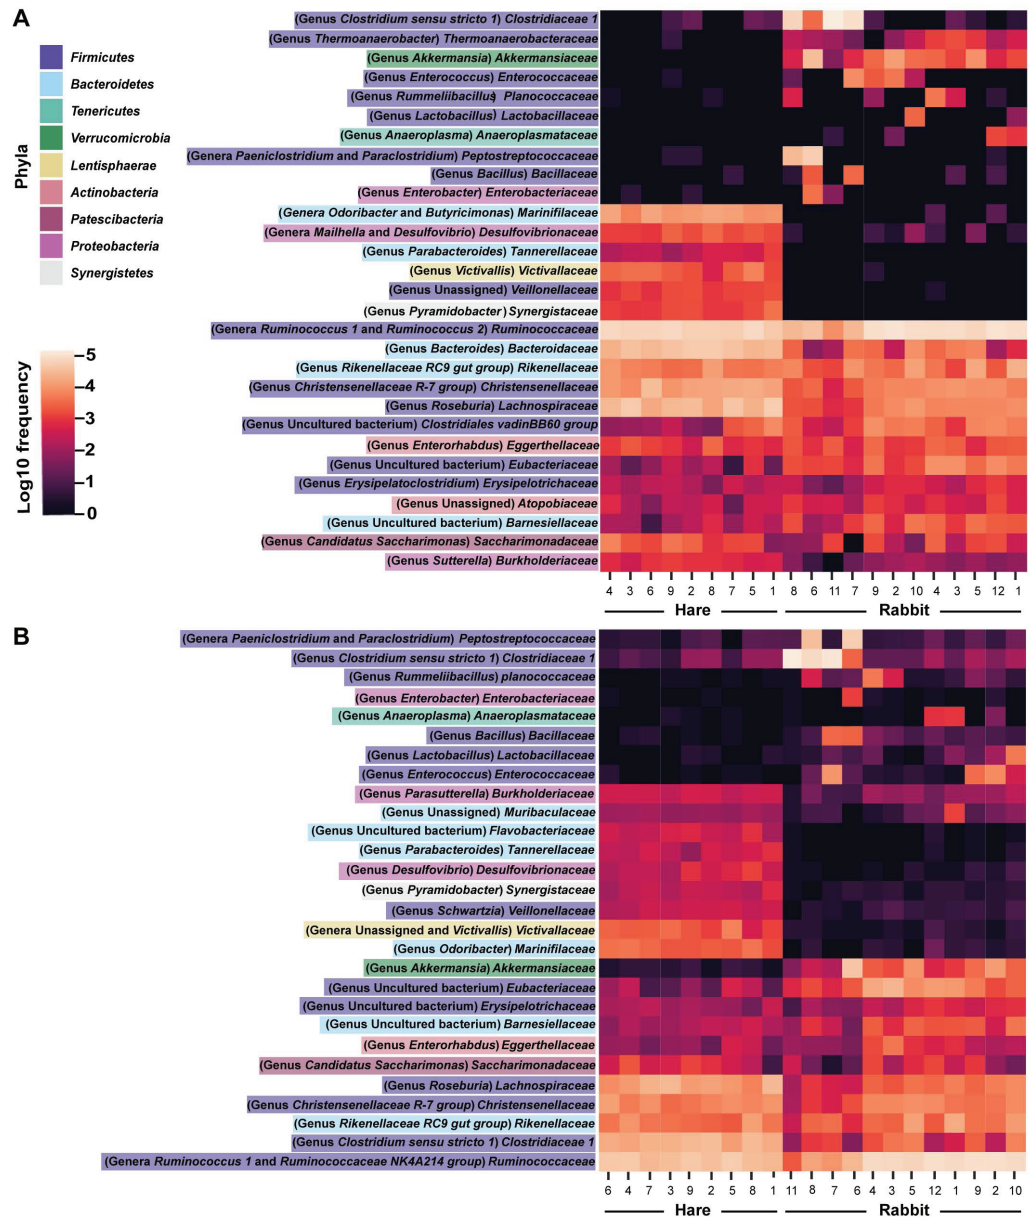 A
(Genus Clostridium sensu stricto 1) Clostridiaceae 1
(Genus Thermoanaerobacter) Thermoanaerobacteraceae
(Genus Akkermansia) Akkermansiaceae
(Genus Enterococcus) Enterococcaceae
(Genus Rummeliibacillus) Planococcaceae
(Genus Lactobacillus) Lactobacillaceae
(Genus Anaeroplasma) Anaeroplasmataceae
(Genera Paeniclostridium and Paraclostridium) Peptostreptococcaceae
(Genus Bacillus) Bacillaceae
(Genus Enterobacter) Enterobacteriaceae
(Genera Odoribacter and Butyricimonas) Marinifilaceae
(Genera Mailhella and Desulfovibrio) Desulfovibrionaceae
(Genus Parabacteroides) Tannerellaceae
(Genus Victivallis) Victivallaceae
(Genus Unassigned) Veillonellaceae
(Genus Pyramidobacter) Synergistaceae
(Genera Ruminococcus 1 and Ruminococcus 2) Ruminococcaceae
(Genus Bacteroides) Bacteroidaceae
(Genus Rikenellaceae RC9 gut group) Rikenellaceae
(Genus Christensenellaceae R-7 group) Christensenellaceae
(Genus Roseburia) Lachnospiraceae
(Genus Uncultured bacterium) Clostridiales vadinBB60 group
(Genus Enterorhabdus) Eggerthellaceae
(Genus Uncultured bacterium) Eubacteriaceae
(Genus Erysipelatoclostridium) Erysipelotrichaceae
(Genus Unassigned) Atopobiaceae
(Genus Uncultured bacterium) Barnesiellaceae
(Genus Candidatus Saccharimonas) Saccharimonadaceae
(Genus Sutterella) Burkholderiaceae
Phyla
Firmicutes
Bacteroidetes
Tenericutes
Verrucomicrobia
Lentisphaerae
Actinobacteria
Patescibacteria
Proteobacteria
Synergistetes
Log10 frequency
5
4
3
2
1
0
4 3 6 9 2 8 7 5 1 8 6 11 7 9 2 10 4 3 5 12 1
Hare Rabbit
B
(Genera Paeniclostridium and Paraclostridium) Peptostreptococcaceae
(Genus Clostridium sensu stricto 1) Clostridiaceae 1
(Genus Rummeliibacillus) planococcaceae
(Genus Enterobacter) Enterobacteriaceae
(Genus Anaeroplasma) Anaeroplasmataceae
(Genus Bacillus) Bacillaceae
(Genus Lactobacillus) Lactobacillaceae
(Genus Enterococcus) Enterococcaceae
(Genus Parasutterella) Burkholderiaceae
(Genus Unassigned) Muribaculaceae
(Genus Uncultured bacterium) Flavobacteriaceae
(Genus Parabacteroides) Tannerellaceae
(Genus Desulfovibrio) Desulfovibrionaceae
(Genus Pyramidobacter) Synergistaceae
(Genus Schwartzia) Veillonellaceae
(Genera Unassigned and Victivallis) Victivallaceae
(Genus Odoribacter) Marinifilaceae
(Genus Akkermansia) Akkermansiaceae
(Genus Uncultured bacterium) Eubacteriaceae
(Genus Uncultured bacterium) Erysipelotrichaceae
(Genus Uncultured bacterium) Barnesiellaceae
(Genus Enterorhabdus) Eggerthellaceae
(Genus Candidatus Saccharimonas) Saccharimonadaceae
(Genus Roseburia) Lachnospiraceae
(Genus Christensenellaceae R-7 group) Christensenellaceae
(Genus Rikenellaceae RC9 gut group) Rikenellaceae
(Genus Clostridium sensu stricto 1) Clostridiaceae 1
(Genera Ruminococcus 1 and Ruminococcaceae NK4A214 group) Ruminococcaceae
6 4 7 3 9 2 5 8 1 11 8 7 6 4 3 5 12 1 9 2 10
Hare Rabbit